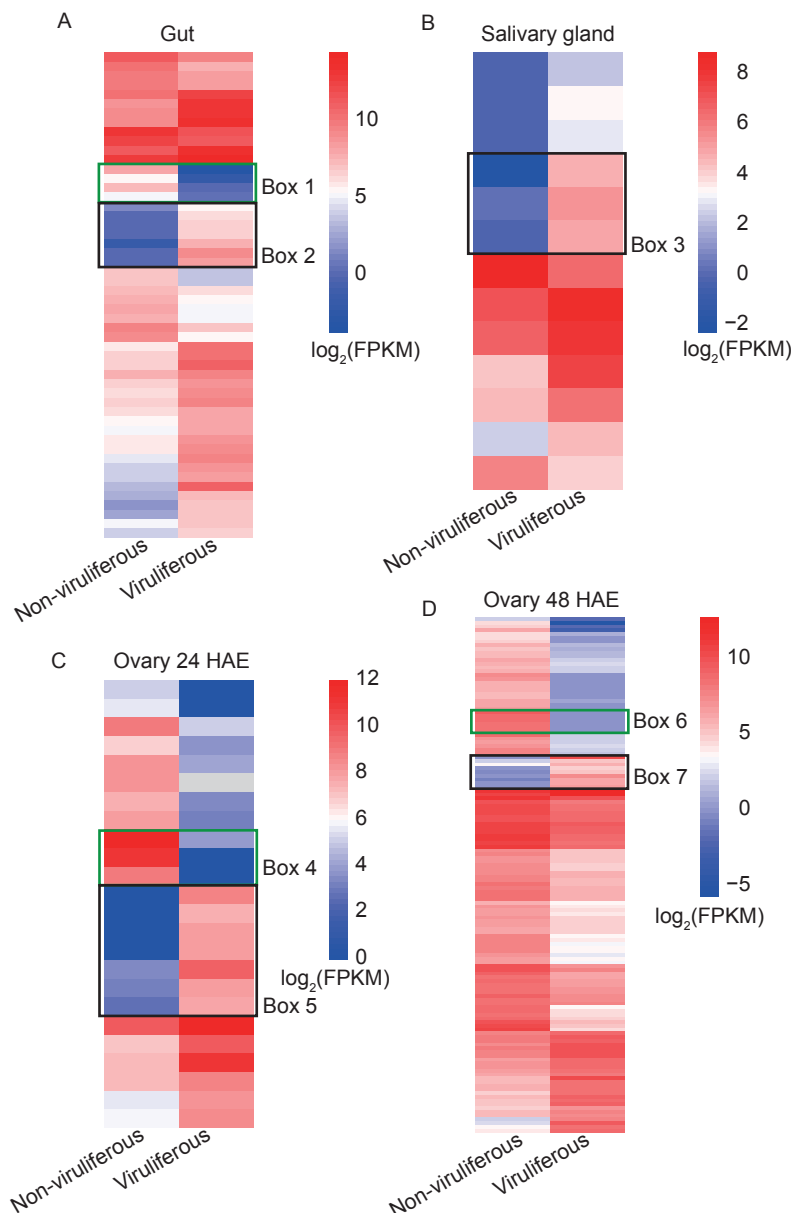 A
Gut
10
5
0
log2(FPKM)
Box 1
Box 2
Non-viruliferous
Viruliferous
B
Salivary gland
8
6
4
2
0
−2
log2(FPKM)
Box 3
Non-viruliferous
Viruliferous
C
Ovary 24 HAE
12
10
8
6
4
2
0
log2(FPKM)
Box 4
Box 5
Non-viruliferous
Viruliferous
D
Ovary 48 HAE
10
5
0
−5
log2(FPKM)
Box 6
Box 7
Non-viruliferous
Viruliferous